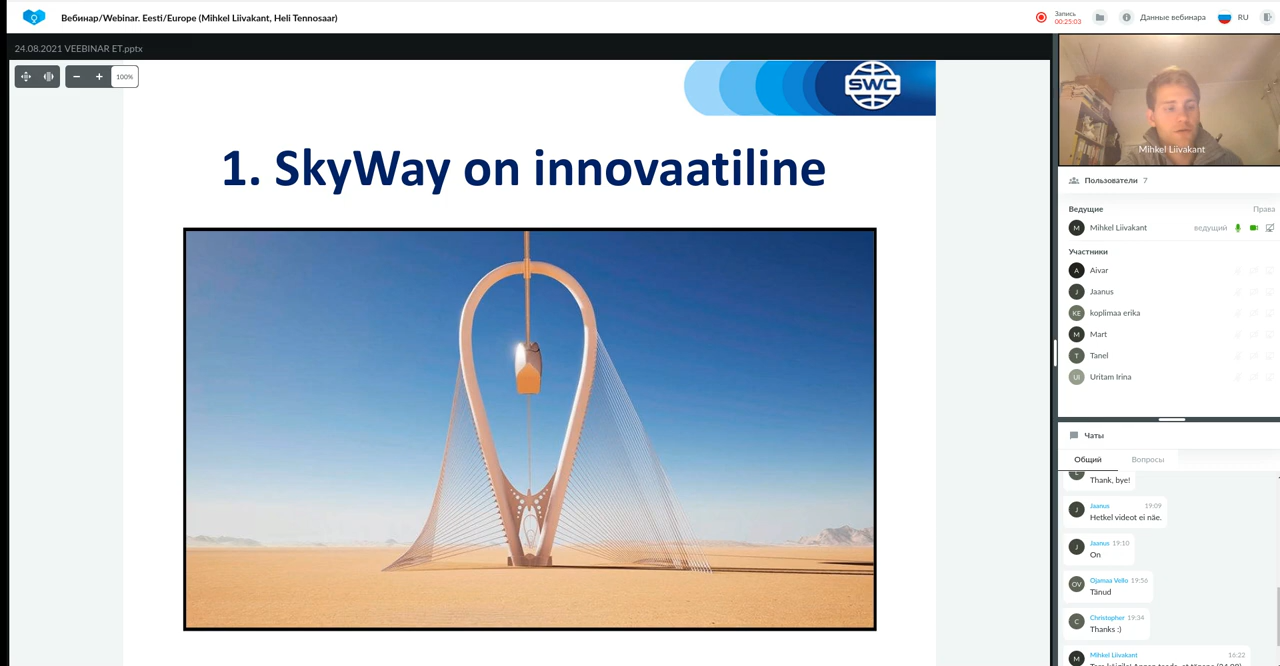 Вебинар/Webinar. Eesti/Europe (Mihkel Liivakant, Heli Tennosaar)
Запись
00:25:03
Данные вебинара
RU
24.08.2021 VEEBINAR ET.pptx
100%
SWC
1. SkyWay on innovaatiline
Mihkel Liivakant
Пользователи 7
Ведущие
Права
M Mihkel Liivakant ведущий
Участники
A Aivar
J Jaanus
KE koplimaa erika
M Mart
T Tanel
UI Uritam Irina
Чаты
Общий Вопросы
Thank, bye!
J Jaanus 19:09
Hetkel videot ei näe.
J Jaanus 19:10
On
OV Ojamaa Vello 19:56
Tänud
C Christopher 19:34
Thanks :)
M Mihkel Liivakant 16:22